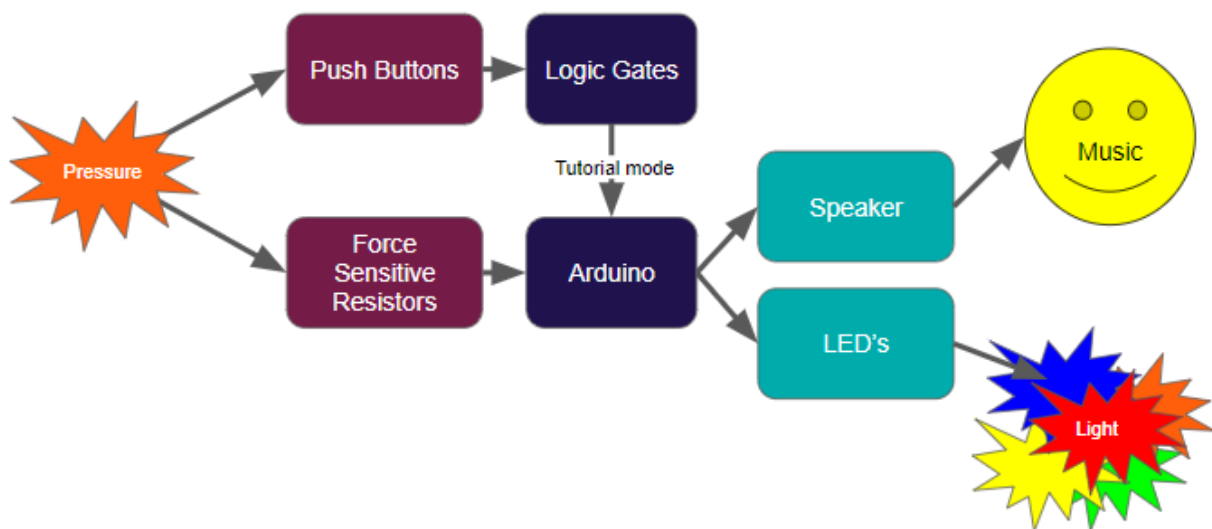 Push Buttons
Logic Gates
Pressure
Tutorial mode
Music
Speaker
Force
Sensitive
Resistors
Arduino
LED's
Light